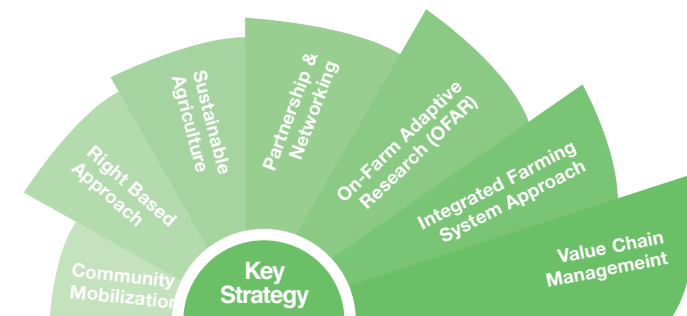 Community
Mobilization
Right Based
Approach
Sustainable
Agriculture
Partnership &
Networking
On-Farm Adaptive
Research (OFAR)
Integrated Farming
System Approach
Value Chain
Managemeint
Key
Strategy